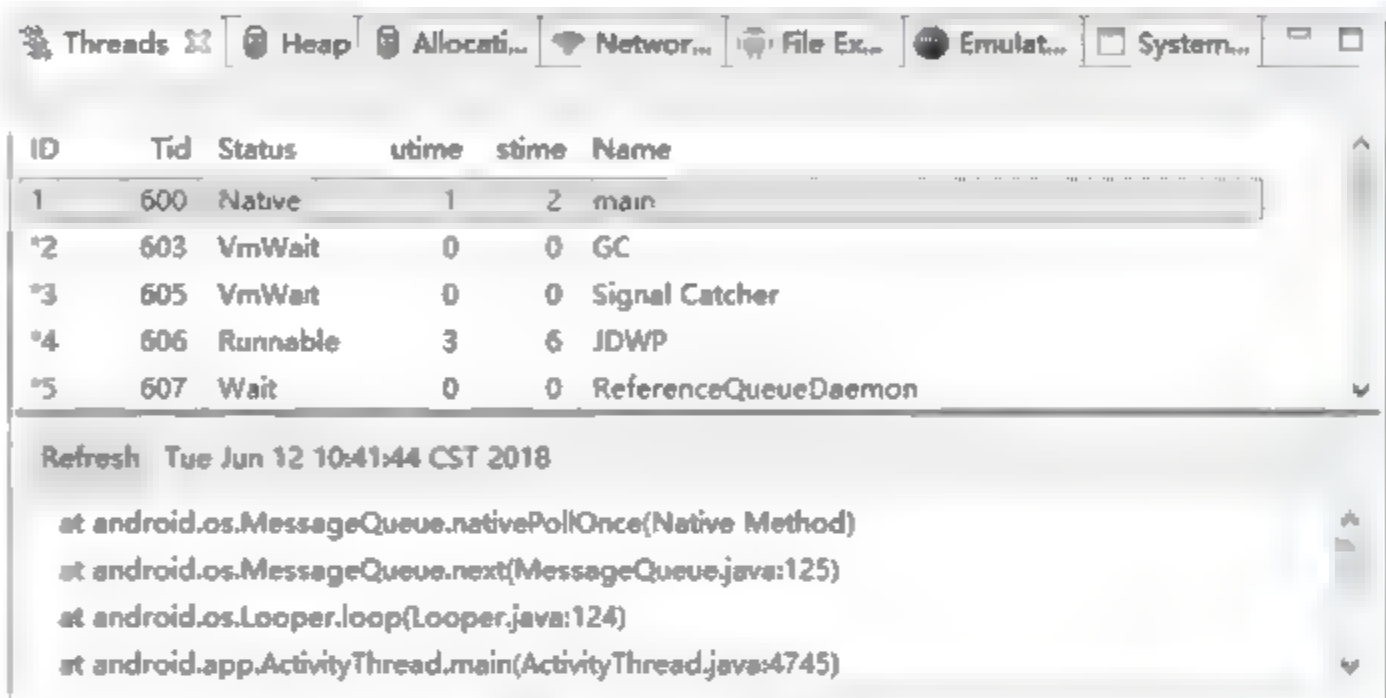 Threads Heap Allocati... Networ... File Ex... Emulat... System...
ID Tid Status utime stime Name
1 600 Native 1 2 main
*2 603 VmWait 0 0 GC
*3 605 VmWait 0 0 Signal Catcher
*4 606 Runnable 3 6 JDWP
*5 607 Wait 0 0 ReferenceQueueDaemon
Refresh Tue Jun 12 10:41:44 CST 2018
at android.os.MessageQueue.nativePollOnce(Native Method)
at android.os.MessageQueue.next(MessageQueue.java:125)
at android.os.Looper.loop(Looper.java:124)
at android.app.ActivityThread.main(ActivityThread.java:4745)